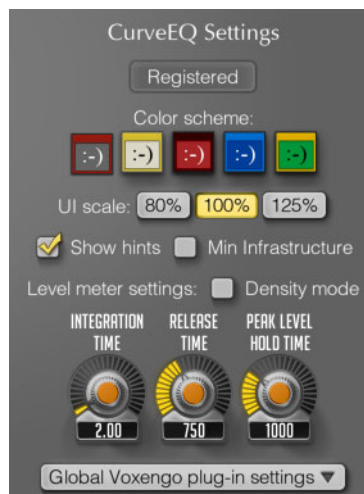 CurveEQ Settings
Registered
Color scheme:
:-) :-) :-) :-) :-)
UI scale: 80% 100% 125%
Show hints Min Infrastructure
Level meter settings: Density mode
INTEGRATION TIME
RELEASE TIME
PEAK LEVEL HOLD TIME
2.00 750 1000
Global Voxengo plug-in settings ▼